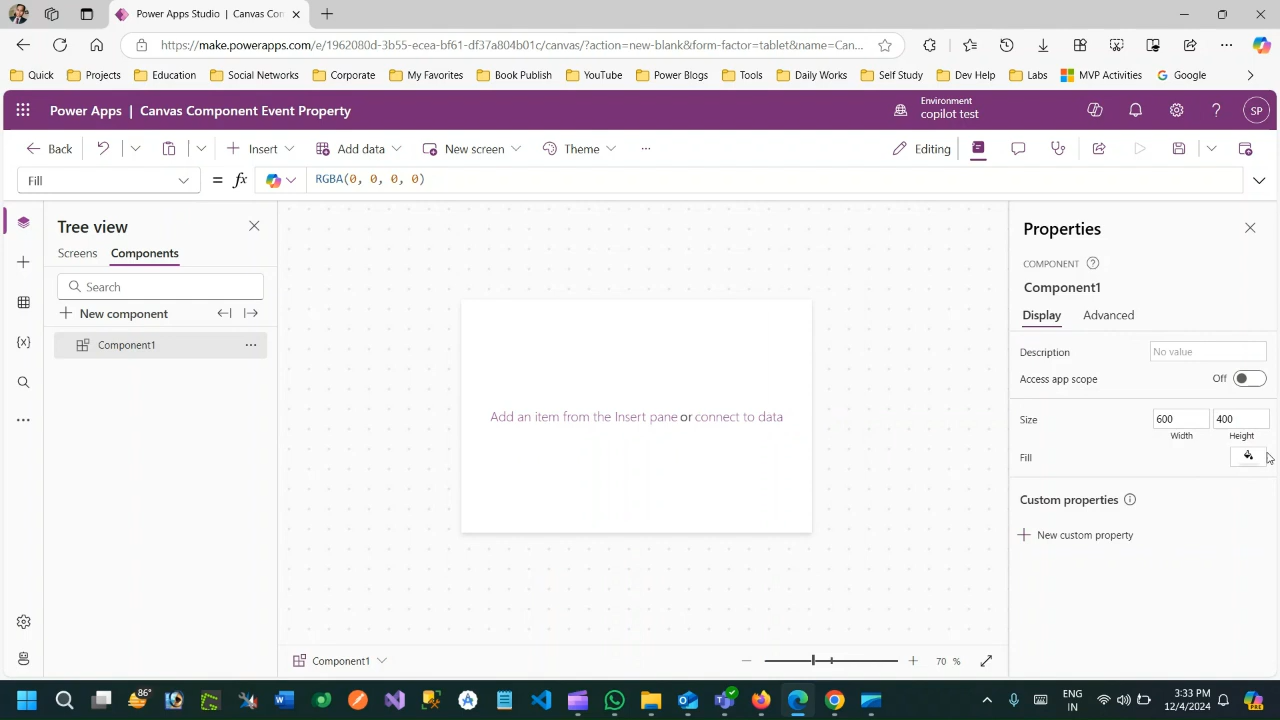 Power Apps Studio | Canvas Con
https://make.powerapps.com/e/1962080d-3b55-ecea-bf61-df37a804b01c/canvas/?action=new-blank&form-factor=tablet&name=Can...
Quick
Projects
Education
Social Networks
Corporate
My Favorites
Book Publish
YouTube
Power Blogs
Tools
Daily Works
Self Study
Dev Help
Labs
MVP Activities
Google
Power Apps | Canvas Component Event Property
Environment
copilot test
SP
Back
Insert
Add data
New screen
Theme
Editing
Fill
= fx
RGBA(0, 0, 0, 0)
Tree view
Screens
Components
Search
New component
Component1
Add an item from the Insert pane or connect to data
Component1
70 %
Properties
COMPONENT
Component1
Display
Advanced
Description
No value
Access app scope
Off
Size
600
400
Width
Height
Fill
Custom properties
New custom property
86°
ENG
IN
3:33 PM
12/4/2024